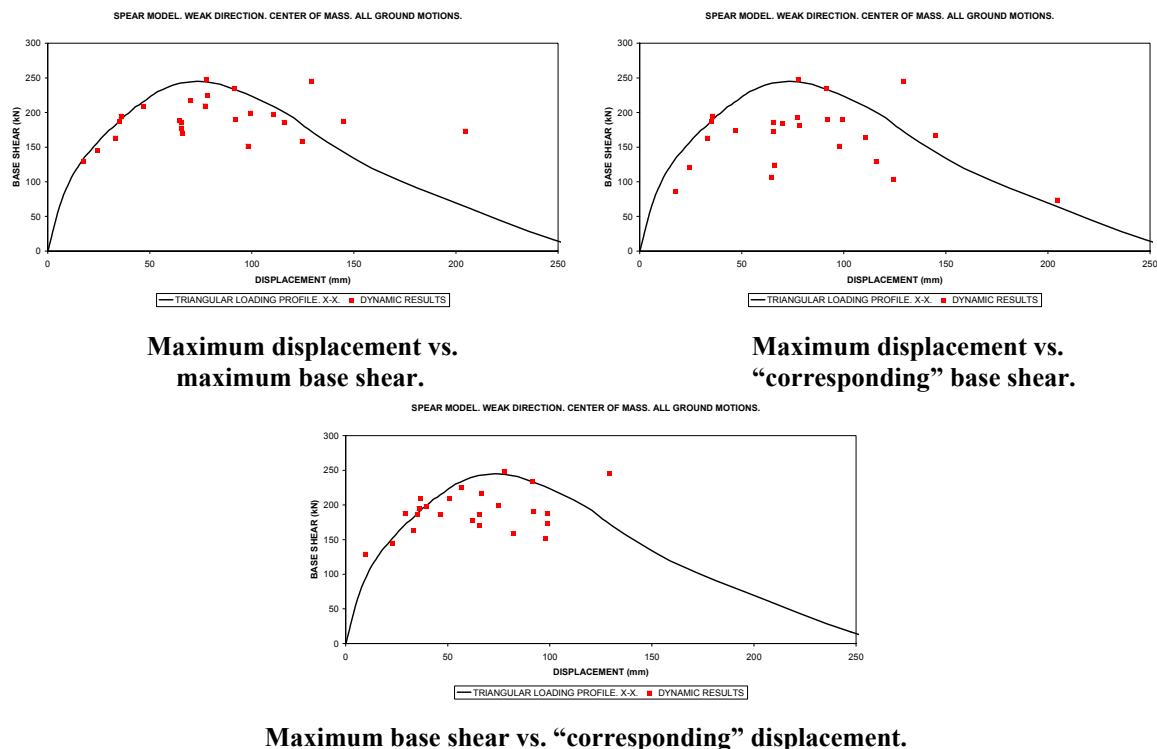 SPEAR MODEL. WEAK DIRECTION. CENTER OF MASS. ALL GROUND MOTIONS.
300
250
200
150
100
50
0
BASE SHEAR (kN)
0 50 100 150 200 250
DISPLACEMENT (mm)
TRIANGULAR LOADING PROFILE. X-X. DYNAMIC RESULTS
Maximum displacement vs.
maximum base shear.
SPEAR MODEL. WEAK DIRECTION. CENTER OF MASS. ALL GROUND MOTIONS.
300
250
200
150
100
50
0
BASE SHEAR (kN)
0 50 100 150 200 250
DISPLACEMENT (mm)
TRIANGULAR LOADING PROFILE. X-X. DYNAMIC RESULTS
Maximum displacement vs.
“corresponding” base shear.
SPEAR MODEL. WEAK DIRECTION. CENTER OF MASS. ALL GROUND MOTIONS.
300
250
200
150
100
50
0
BASE SHEAR (kN)
0 50 100 150 200 250
DISPLACEMENT (mm)
TRIANGULAR LOADING PROFILE. X-X. DYNAMIC RESULTS
Maximum base shear vs. “corresponding” displacement.